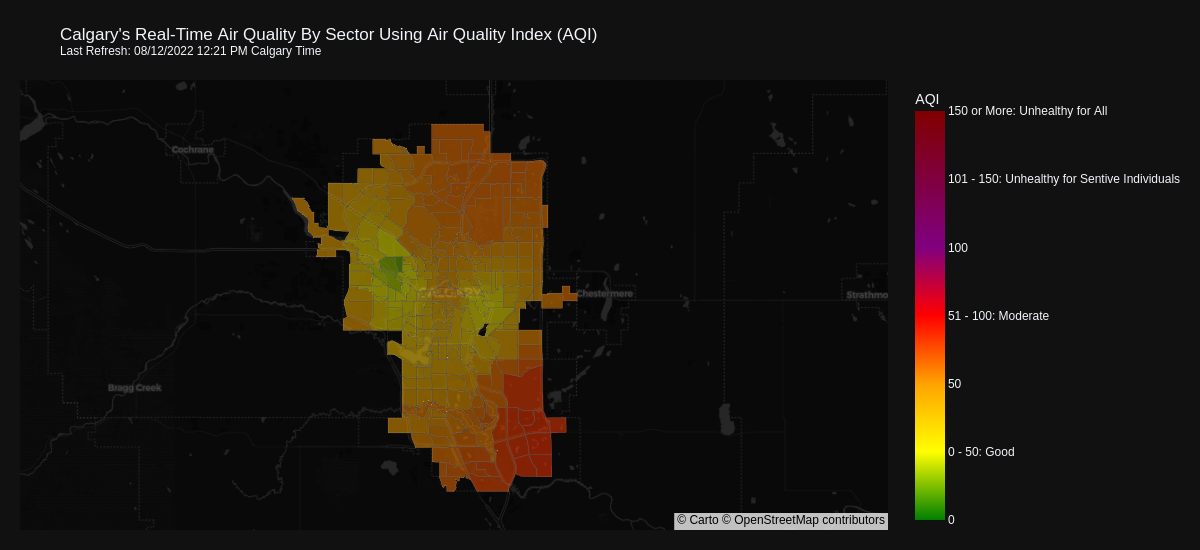 Calgary's Real-Time Air Quality By Sector Using Air Quality Index (AQI)
Last Refresh: 08/12/2022 12:21 PM Calgary Time
AQI
150 or More: Unhealthy for All
101 - 150: Unhealthy for Sentive Individuals
100
51 - 100: Moderate
50
0 - 50: Good
0
Cochrane
CALGARY
Chestermere
Strathmo
Bragg Creek
© Carto © OpenStreetMap contributors